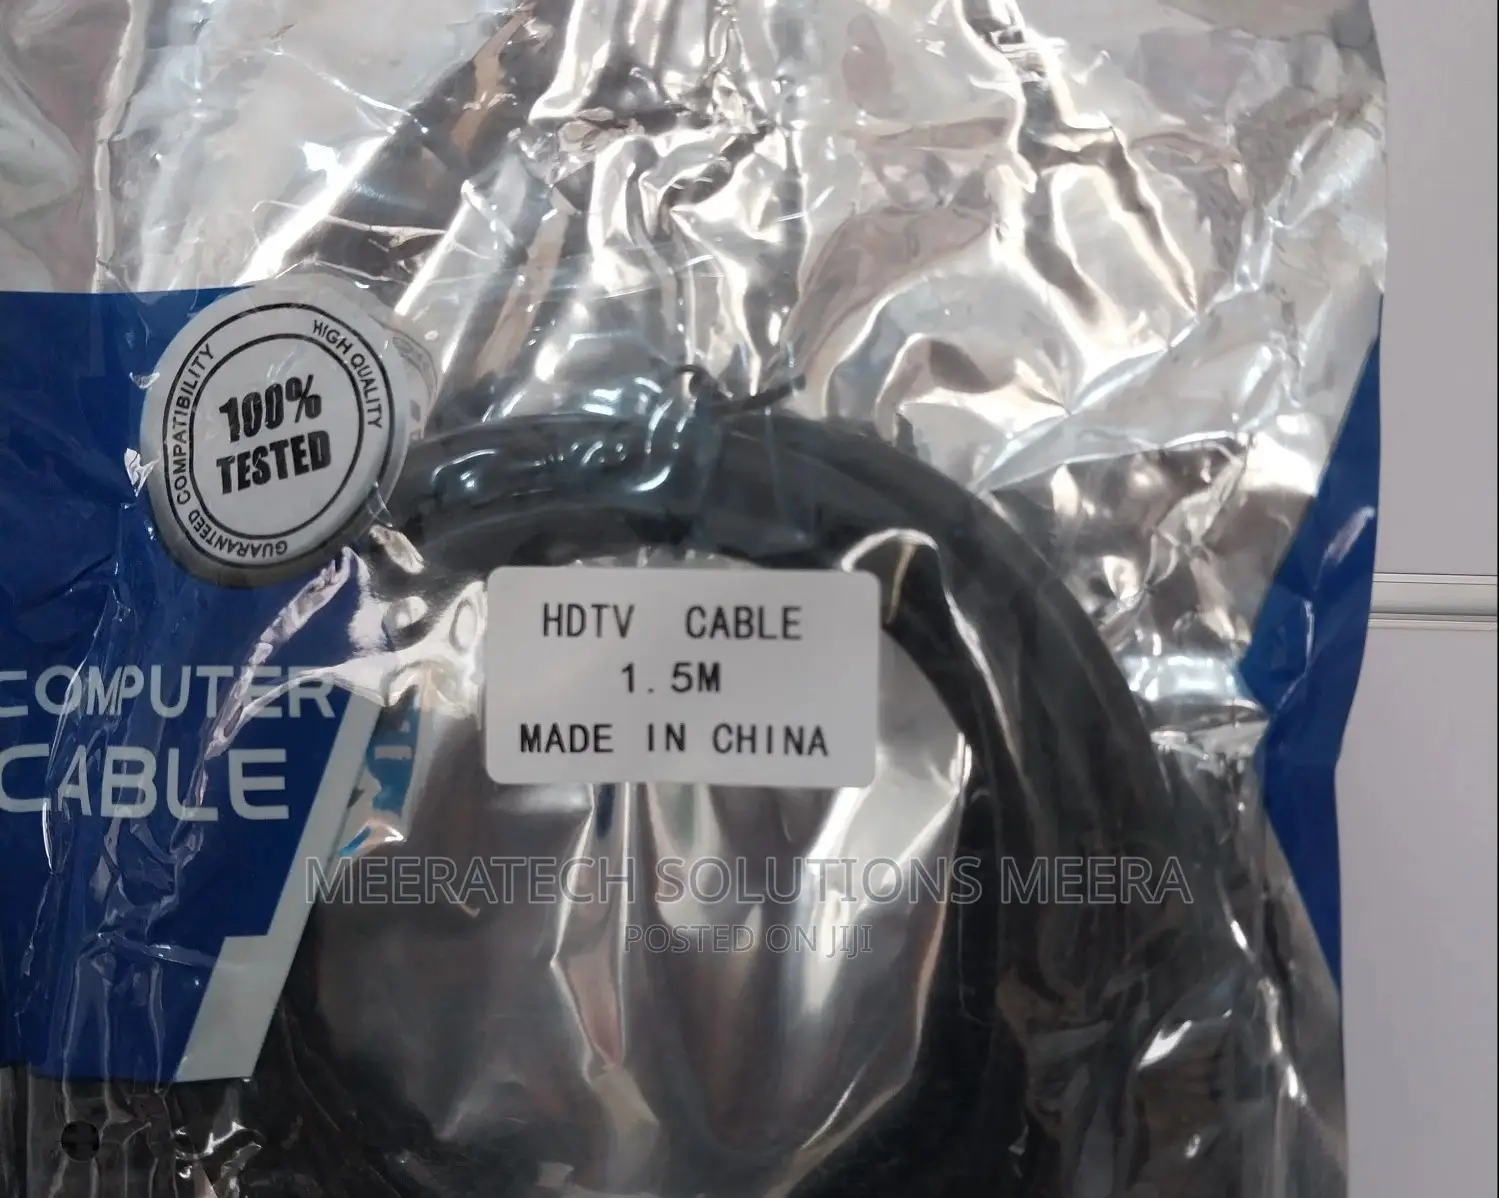 HIGH QUALITY
GUARANTEED COMPATIBILITY
100%
TESTED
HDTV CABLE
1.5M
MADE IN CHINA
COMPUTER
CABLE
MEERATECH SOLUTIONS MEERA
POSTED ON JIJI